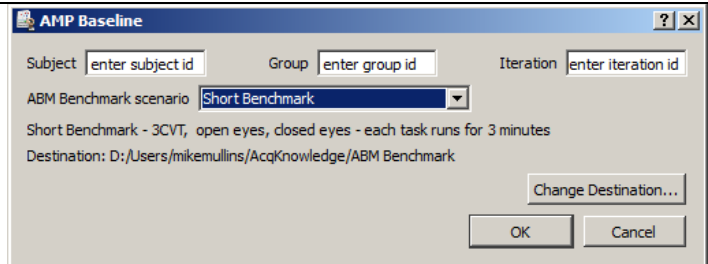 AMP Baseline
Subject enter subject id Group enter group id Iteration enter iteration id
ABM Benchmark scenario Short Benchmark
Short Benchmark - 3CVT, open eyes, closed eyes - each task runs for 3 minutes
Destination: D:/Users/mikemullins/AcqKnowledge/ABM Benchmark
Change Destination...
OK Cancel